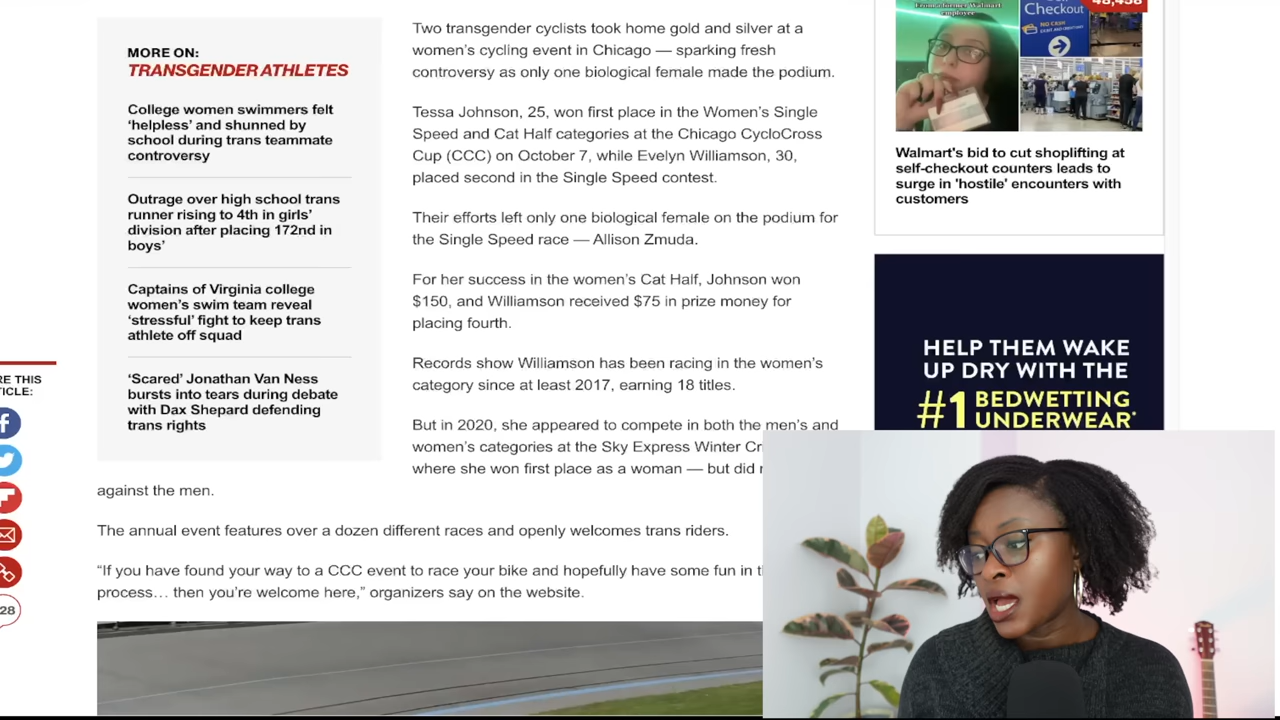 MORE ON:
TRANSGENDER ATHLETES
College women swimmers felt
‘helpless’ and shunned by
school during trans teammate
controversy
Outrage over high school trans
runner rising to 4th in girls’
division after placing 172nd in
boys’
Captains of Virginia college
women’s swim team reveal
‘stressful’ fight to keep trans
athlete off squad
‘Scared’ Jonathan Van Ness
bursts into tears during debate
with Dax Shepard defending
trans rights
RE THIS
TICLE:
28
Two transgender cyclists took home gold and silver at a
women’s cycling event in Chicago — sparking fresh
controversy as only one biological female made the podium.
Tessa Johnson, 25, won first place in the Women’s Single
Speed and Cat Half categories at the Chicago CycloCross
Cup (CCC) on October 7, while Evelyn Williamson, 30,
placed second in the Single Speed contest.
Their efforts left only one biological female on the podium for
the Single Speed race — Allison Zmuda.
For her success in the women’s Cat Half, Johnson won
$150, and Williamson received $75 in prize money for
placing fourth.
Records show Williamson has been racing in the women’s
category since at least 2017, earning 18 titles.
But in 2020, she appeared to compete in both the men’s and
women’s categories at the Sky Express Winter Cr
where she won first place as a woman — but did
against the men.
The annual event features over a dozen different races and openly welcomes trans riders.
“If you have found your way to a CCC event to race your bike and hopefully have some fun in
process… then you’re welcome here,” organizers say on the website.
From a former Walmart
employee
Checkout
NO CASH
48,458
Walmart's bid to cut shoplifting at
self-checkout counters leads to
surge in 'hostile' encounters with
customers
HELP THEM WAKE
UP DRY WITH THE
#1 BEDWETTING
UNDERWEAR*